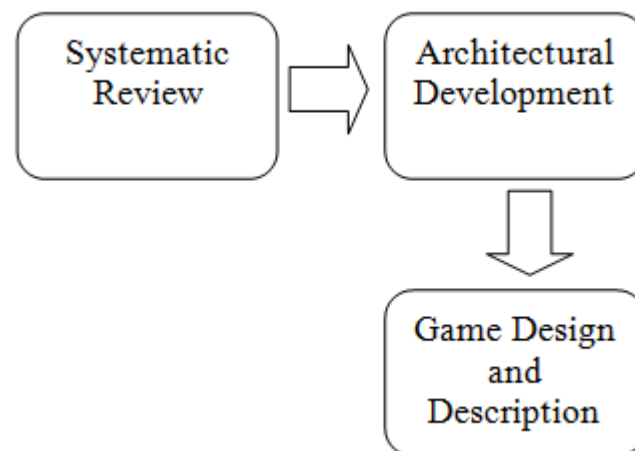 Systematic
Review
Architectural
Development
Game Design
and
Description